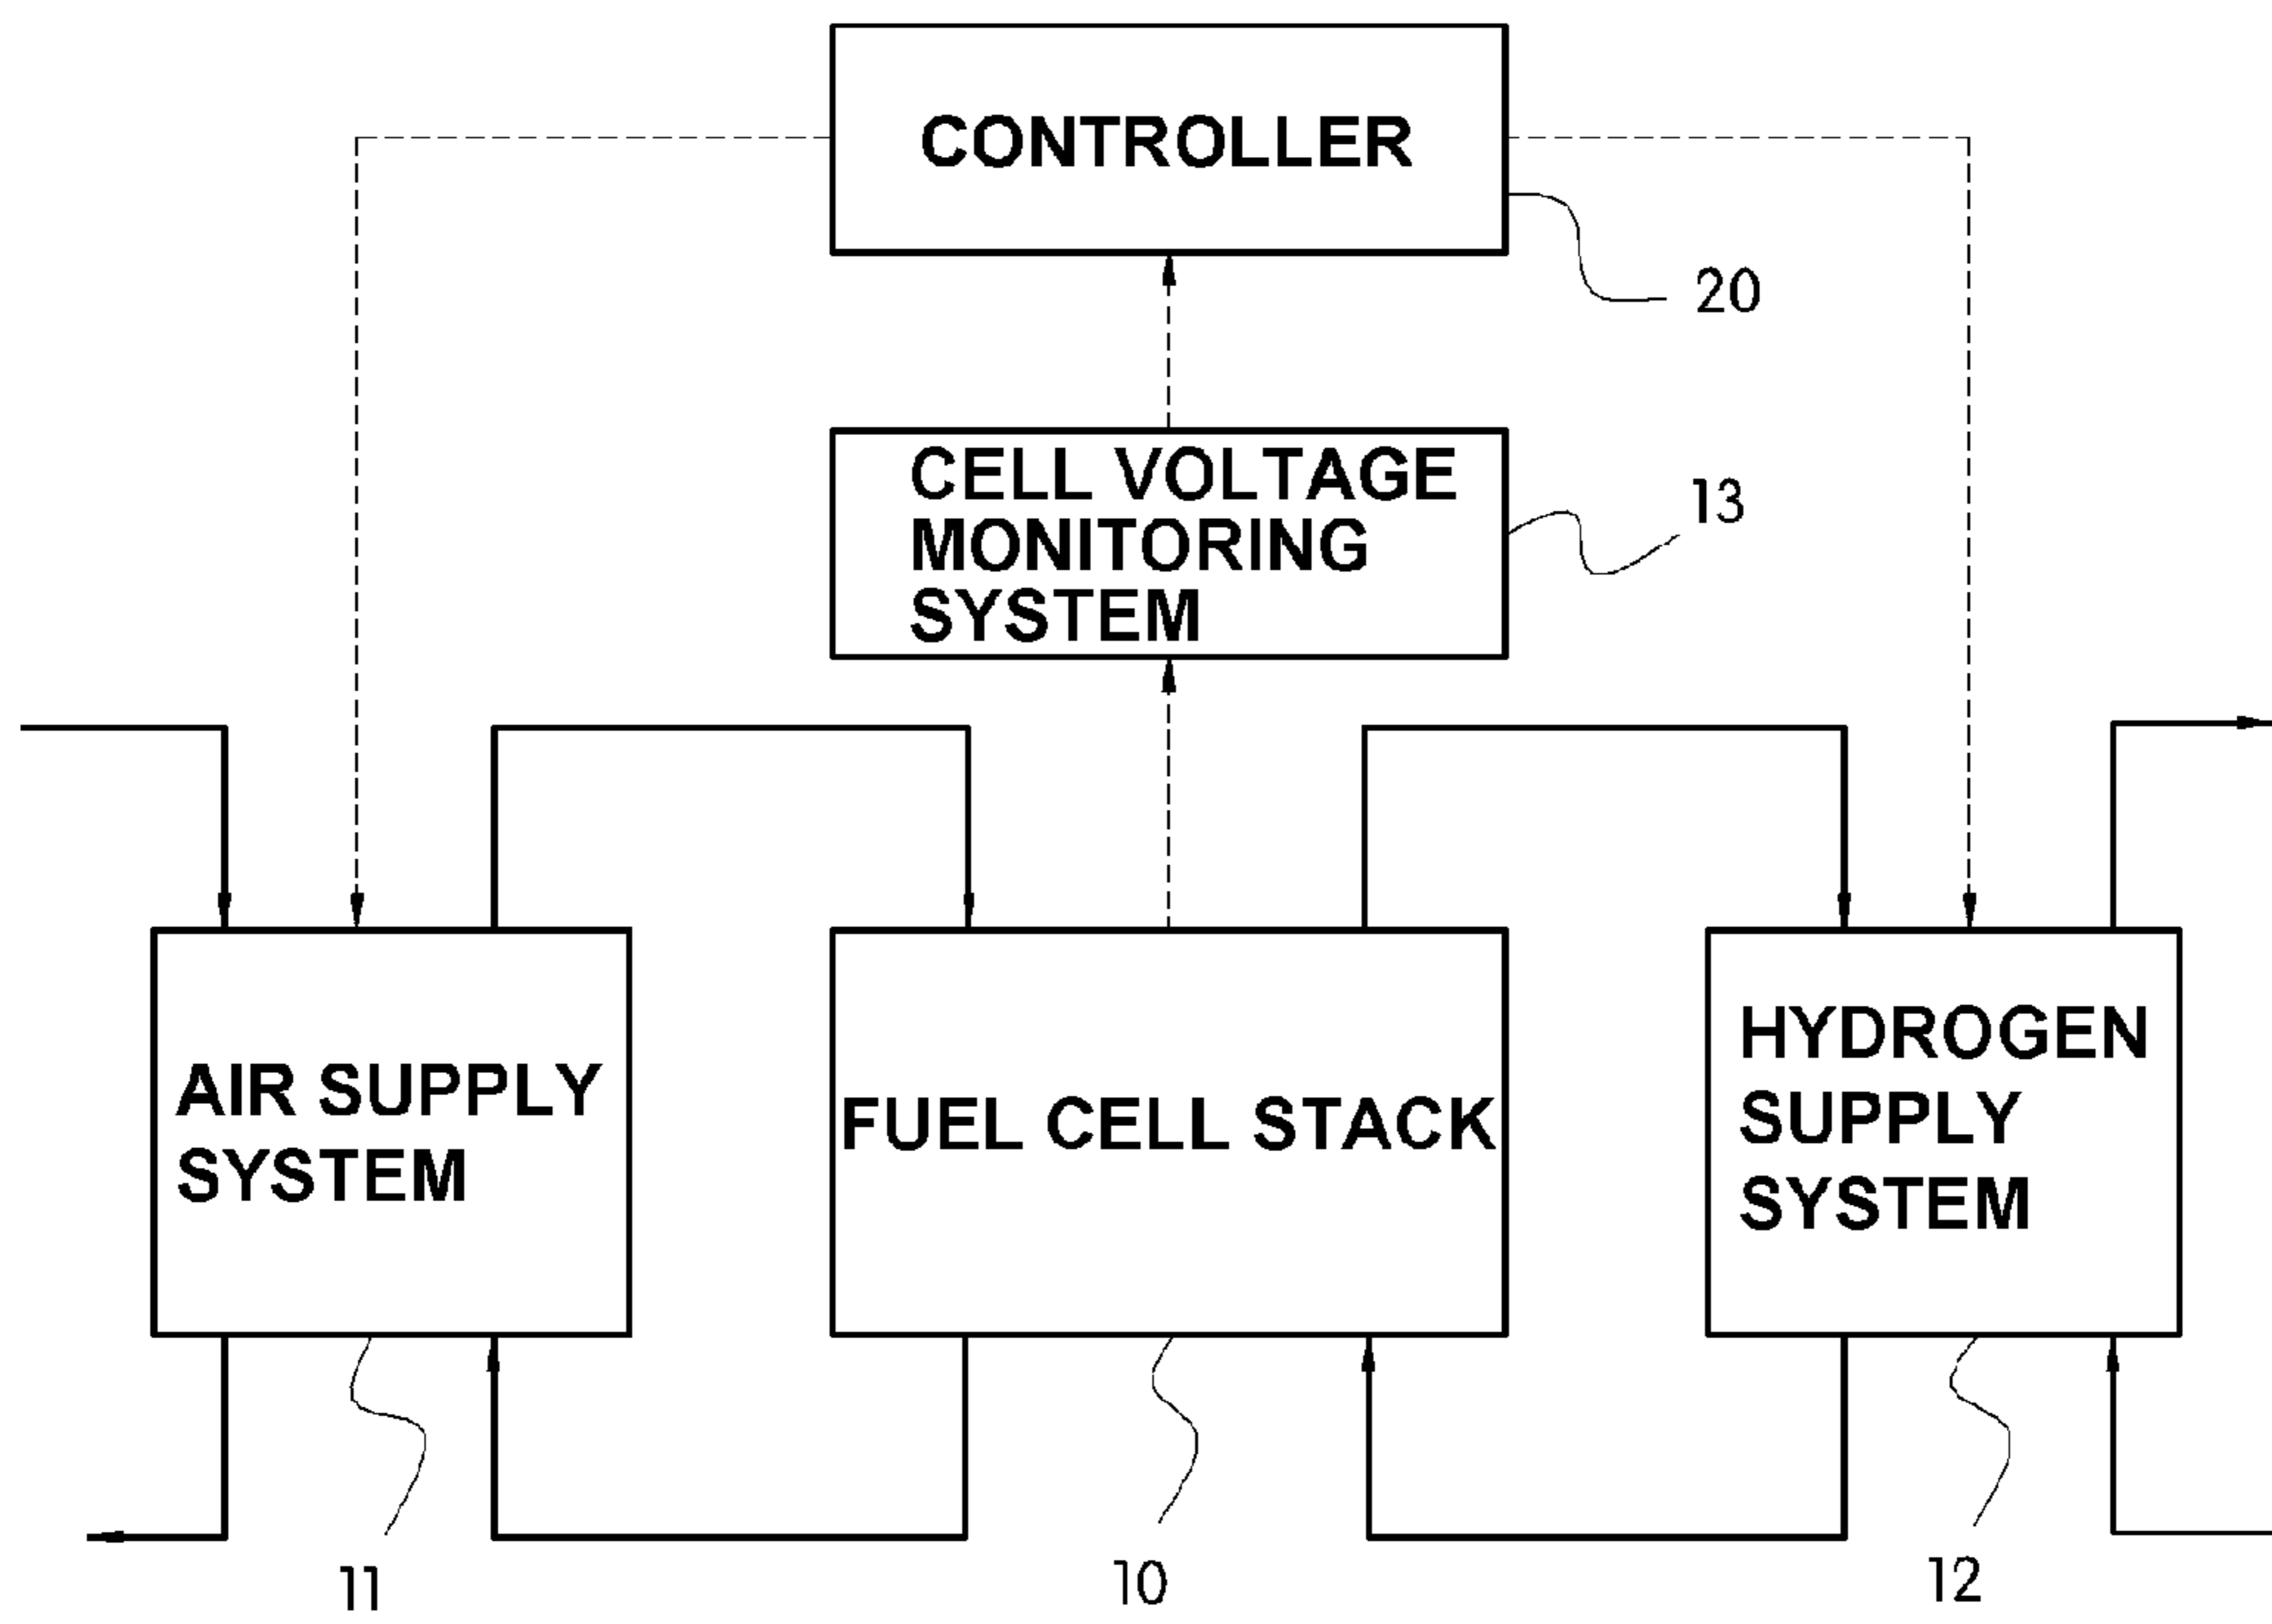 CONTROLLER
20
CELL VOLTAGE
MONITORING
SYSTEM
13
AIR SUPPLY
SYSTEM
FUEL CELL STACK
HYDROGEN
SUPPLY
SYSTEM
11
10
12